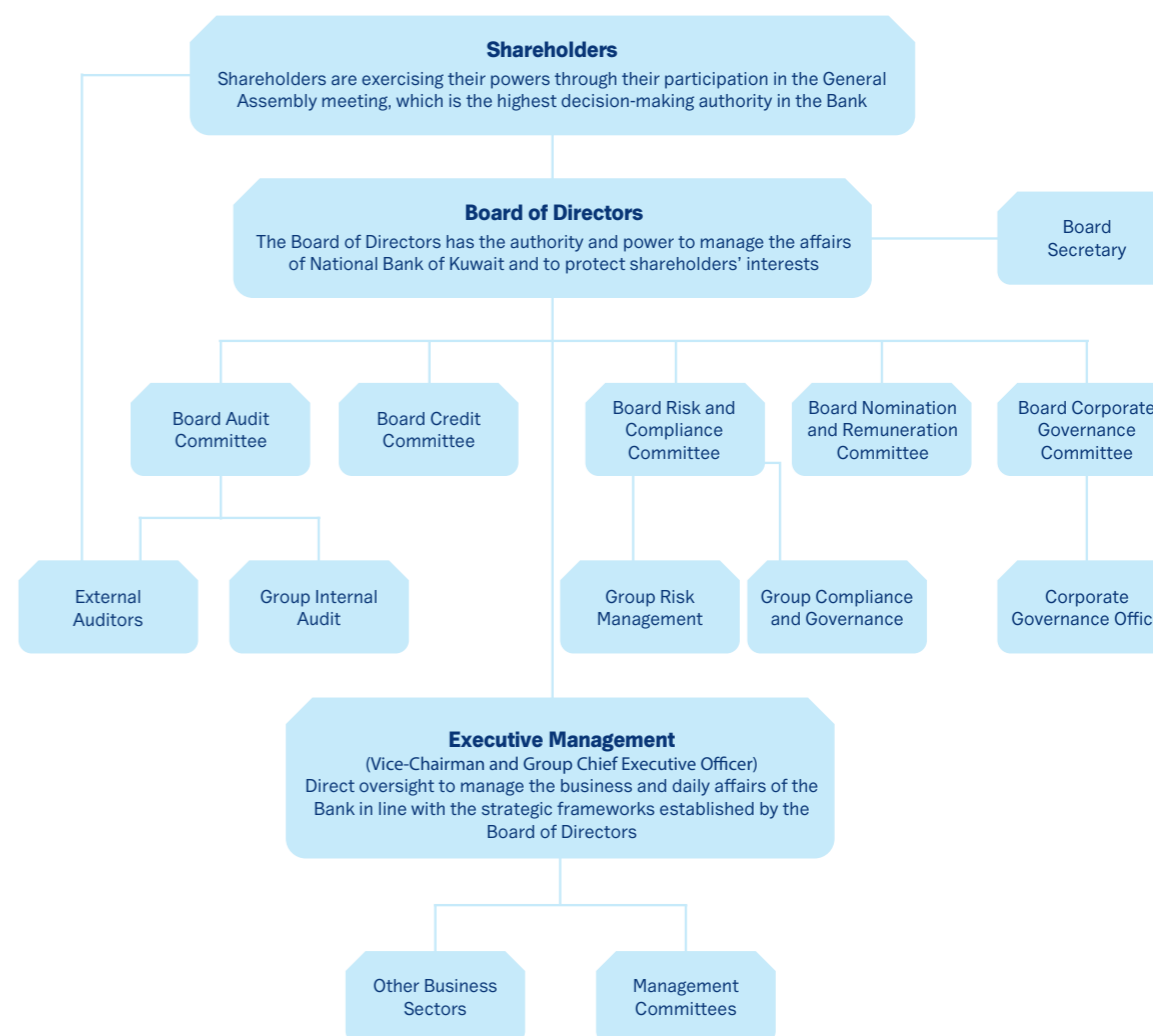 Shareholders
Shareholders are exercising their powers through their participation in the General
Assembly meeting, which is the highest decision-making authority in the Bank
Board of Directors
The Board of Directors has the authority and power to manage the affairs
of National Bank of Kuwait and to protect shareholders' interests
Board
Secretary
Board Audit
Committee
Board Credit
Committee
Board Risk and
Compliance
Committee
Board Nomination
and Remuneration
Committee
Board Corporate
Governance
Committee
External
Auditors
Group Internal
Audit
Group Risk
Management
Group Compliance
and Governance
Corporate
Governance
Executive Management
(Vice-Chairman and Group Chief Executive Officer)
Direct oversight to manage the business and daily affairs of the
Bank in line with the strategic frameworks established by the
Board of Directors
Other Business
Sectors
Management
Committees